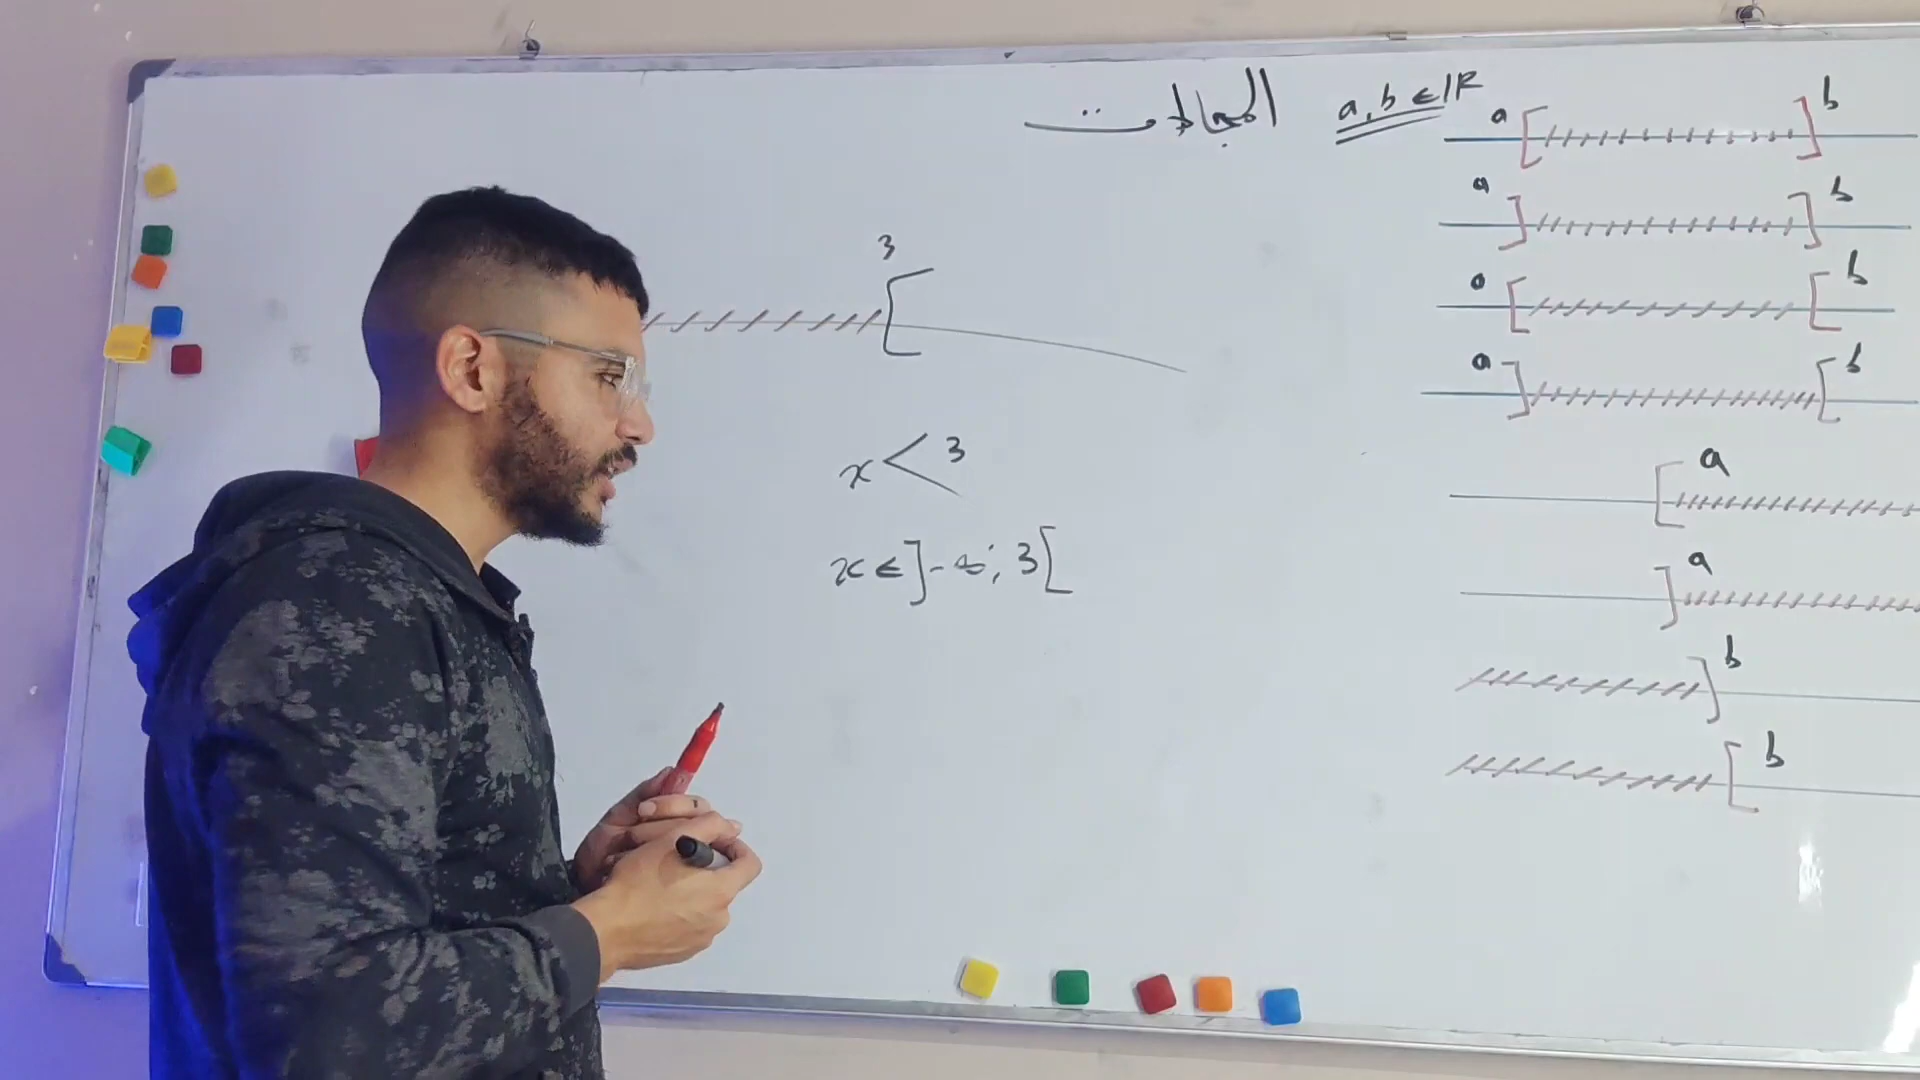 المجالات a, b ∈ ℝ
3
x < 3
x ∈ ]-∞; 3[
a [ ] b
a ] ] b
a [ [ b
a ] [ b
[ a
] a
] b
[ b